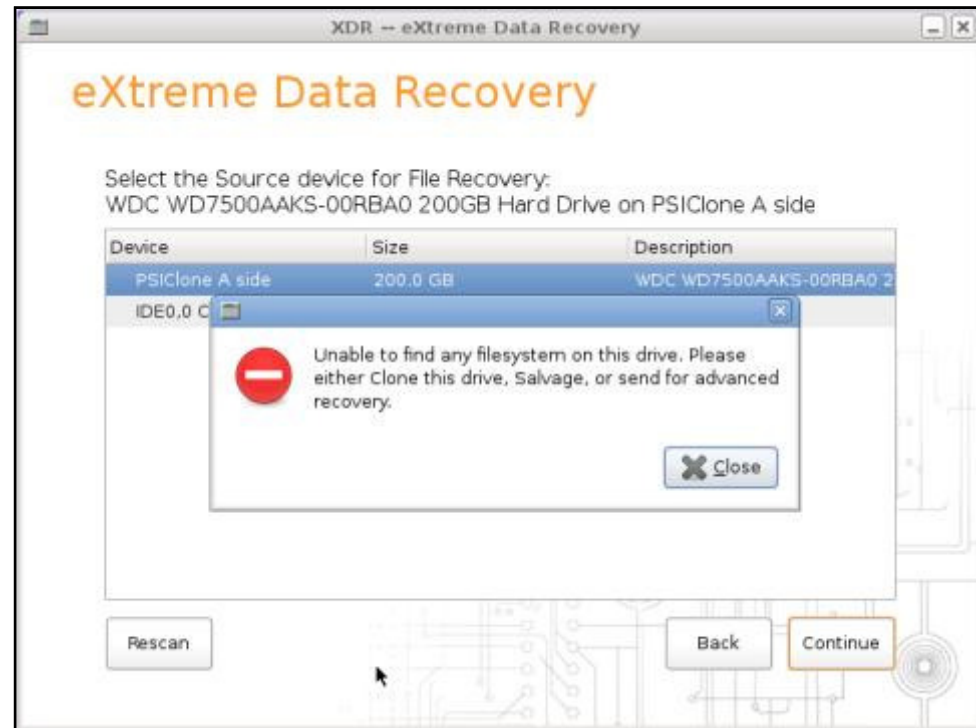 XDR -- eXtreme Data Recovery
eXtreme Data Recovery
Select the Source device for File Recovery:
WDC WD7500AAKS-00RBA0 200GB Hard Drive on PSIClone A side
Device Size Description
PSIClone A side 200.0 GB WDC WD7500AAKS-00RBA0 2
IDE0,0 C
Unable to find any filesystem on this drive. Please
either Clone this drive, Salvage, or send for advanced
recovery.
Close
Rescan Back Continue